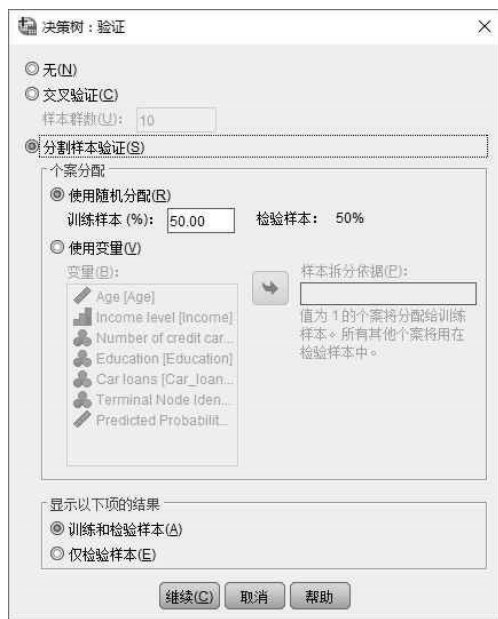 决策树：验证
无(N)
交叉验证(C)
样本群数(U)： 10
分割样本验证(S)
个案分配
使用随机分配(R)
训练样本 (%)： 50.00 检验样本： 50%
使用变量(V)
变量(B)：
Age [Age]
Income level [Income]
Number of credit car...
Education [Education]
Car loans [Car_loan...
Terminal Node Iden...
Predicted Probabilit...
样本拆分依据(P)：
值为 1 的个案将分配给训练
样本。所有其他个案将用在
检验样本中。
显示以下项的结果
训练和检验样本(A)
仅检验样本(E)
继续(C) 取消 帮助